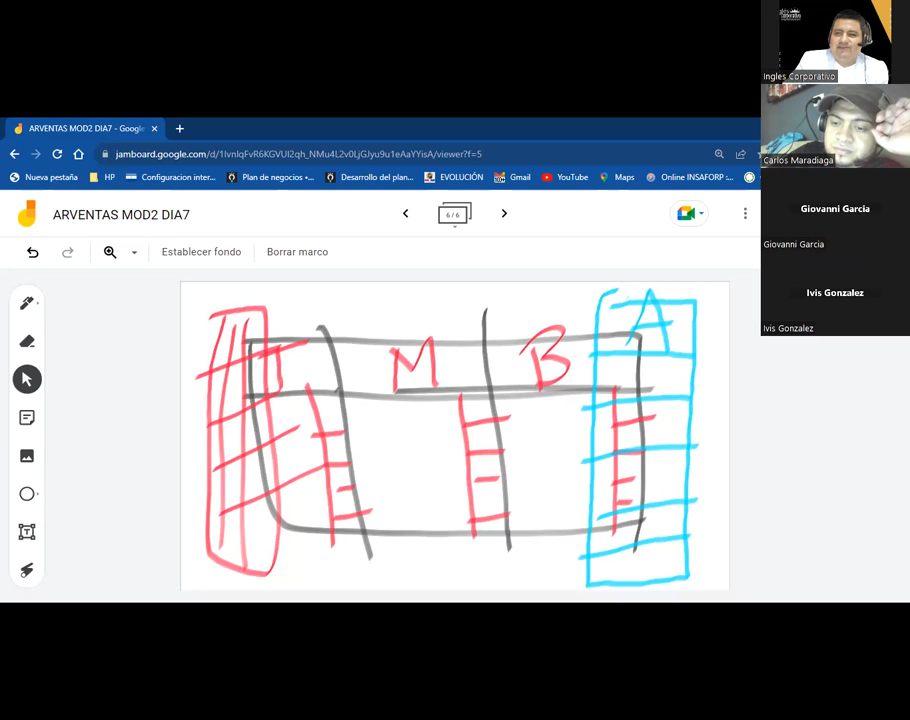 ARVENTAS MOD2 DIA7 - Google
jamboard.google.com/d/1IvnIqFvR6KGVUI2qh_NMu4L2v0LjGJyu9u1eAaYYisA/viewer?f=5
Nueva pestaña
HP
Configuracion inter...
Plan de negocios •...
Desarrollo del plan...
EVOLUCIÓN
Gmail
YouTube
Maps
Online INSAFORP :...
ARVENTAS MOD2 DIA7
6 / 6
Establecer fondo
Borrar marco
M
B
A
Ingles Corporativo
Carlos Maradiaga
Giovanni Garcia
Giovanni Garcia
Ivis Gonzalez
Ivis Gonzalez